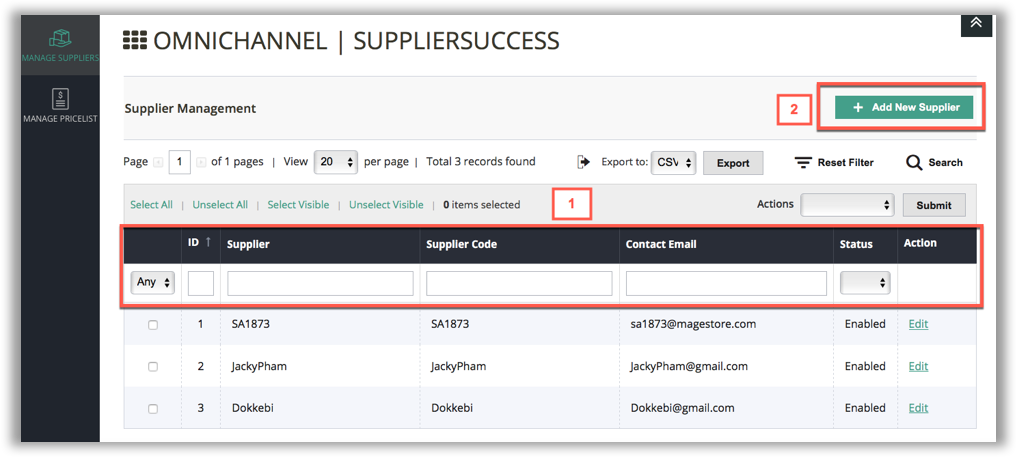 MANAGE SUPPLIERS
MANAGE PRICELIST
OMNICHANNEL | SUPPLIERSUCCESS
Supplier Management
2
+ Add New Supplier
Page 1 of 1 pages | View 20 per page | Total 3 records found Export to: CSV Export Reset Filter Search
Select All | Unselect All | Select Visible | Unselect Visible | 0 items selected 1 Actions Submit
ID ↑ Supplier Supplier Code Contact Email Status Action
Any
1 SA1873 SA1873 sa1873@magestore.com Enabled Edit
2 JackyPham JackyPham JackyPham@gmail.com Enabled Edit
3 Dokkebi Dokkebi Dokkebi@gmail.com Enabled Edit